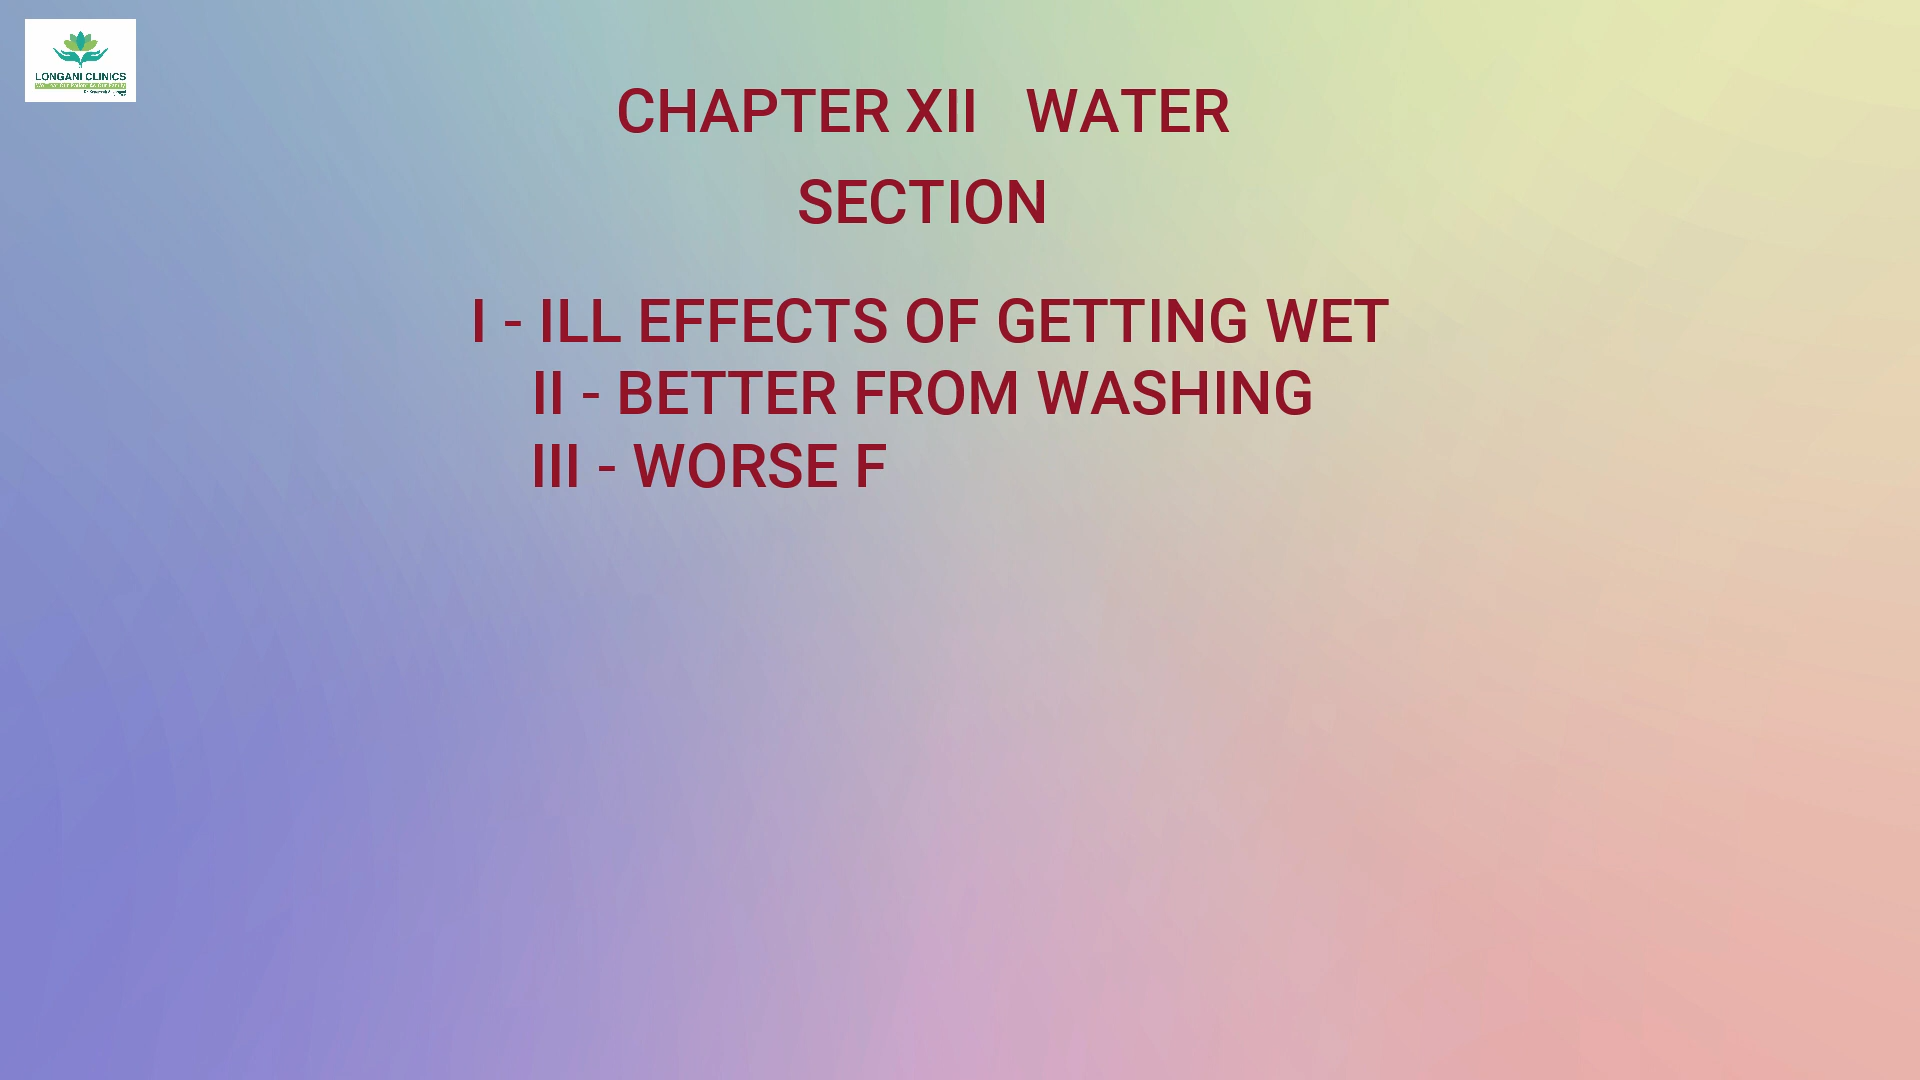 LONGANI CLINICS
CHAPTER XII WATER
SECTION
I - ILL EFFECTS OF GETTING WET
II - BETTER FROM WASHING
III - WORSE F